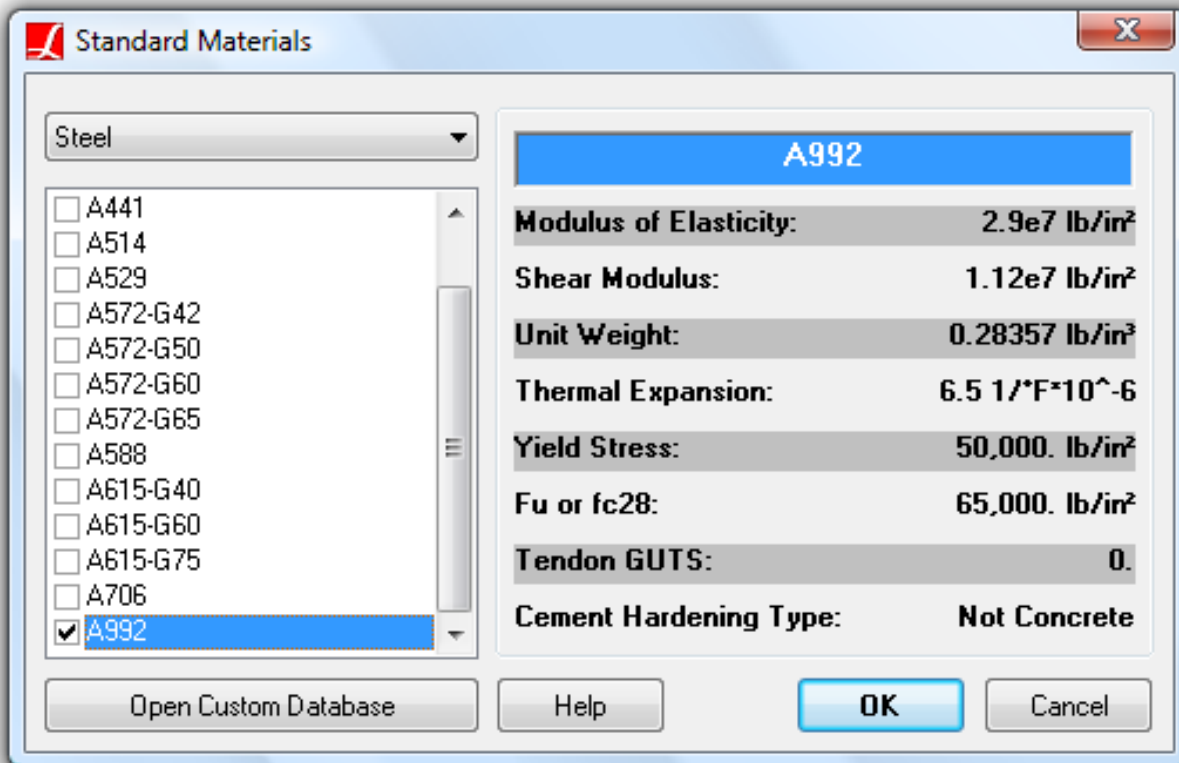 Standard Materials
Steel
A441
A514
A529
A572-G42
A572-G50
A572-G60
A572-G65
A588
A615-G40
A615-G60
A615-G75
A706
A992
Open Custom Database
A992
Modulus of Elasticity: 2.9e7 lb/in²
Shear Modulus: 1.12e7 lb/in²
Unit Weight: 0.28357 lb/in³
Thermal Expansion: 6.5 1/*F*10^-6
Yield Stress: 50,000. lb/in²
Fu or fc28: 65,000. lb/in²
Tendon GUTS: 0.
Cement Hardening Type: Not Concrete
Help
OK
Cancel